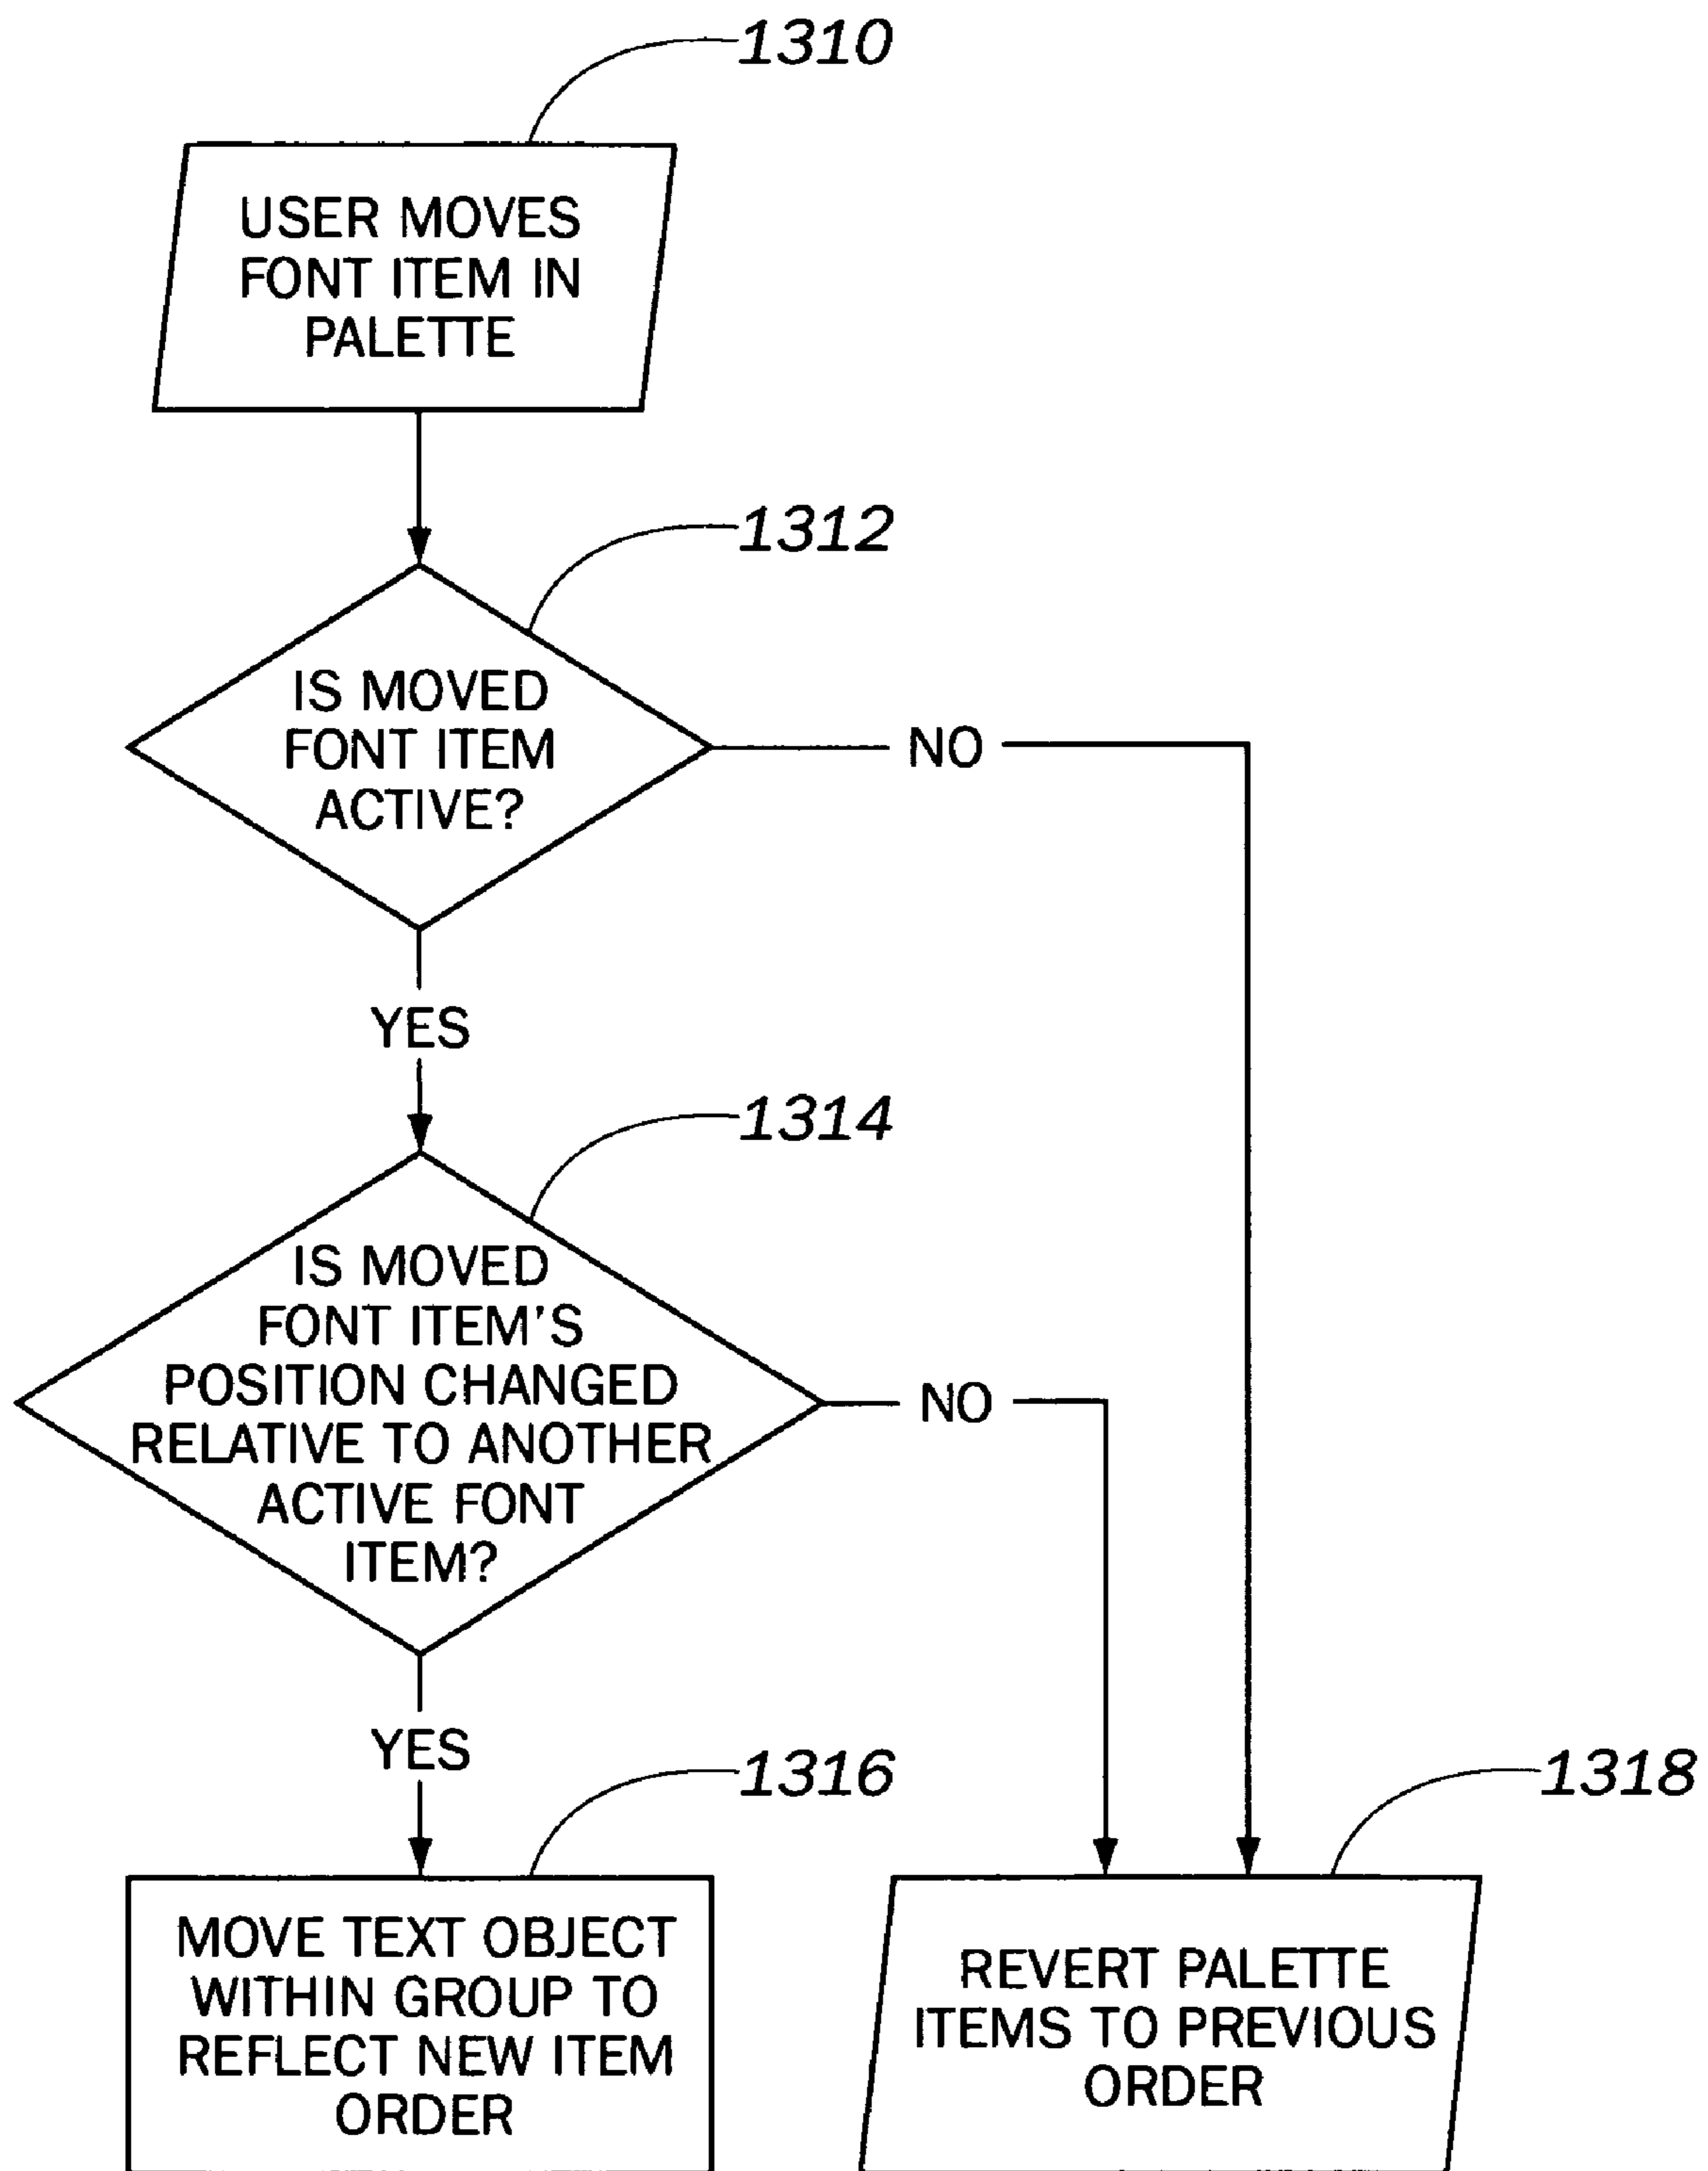 1310
USER MOVES
FONT ITEM IN
PALETTE
1312
IS MOVED
FONT ITEM
ACTIVE?
NO
YES
1314
IS MOVED
FONT ITEM'S
POSITION CHANGED
RELATIVE TO ANOTHER
ACTIVE FONT
ITEM?
NO
YES
1316
MOVE TEXT OBJECT
WITHIN GROUP TO
REFLECT NEW ITEM
ORDER
1318
REVERT PALETTE
ITEMS TO PREVIOUS
ORDER